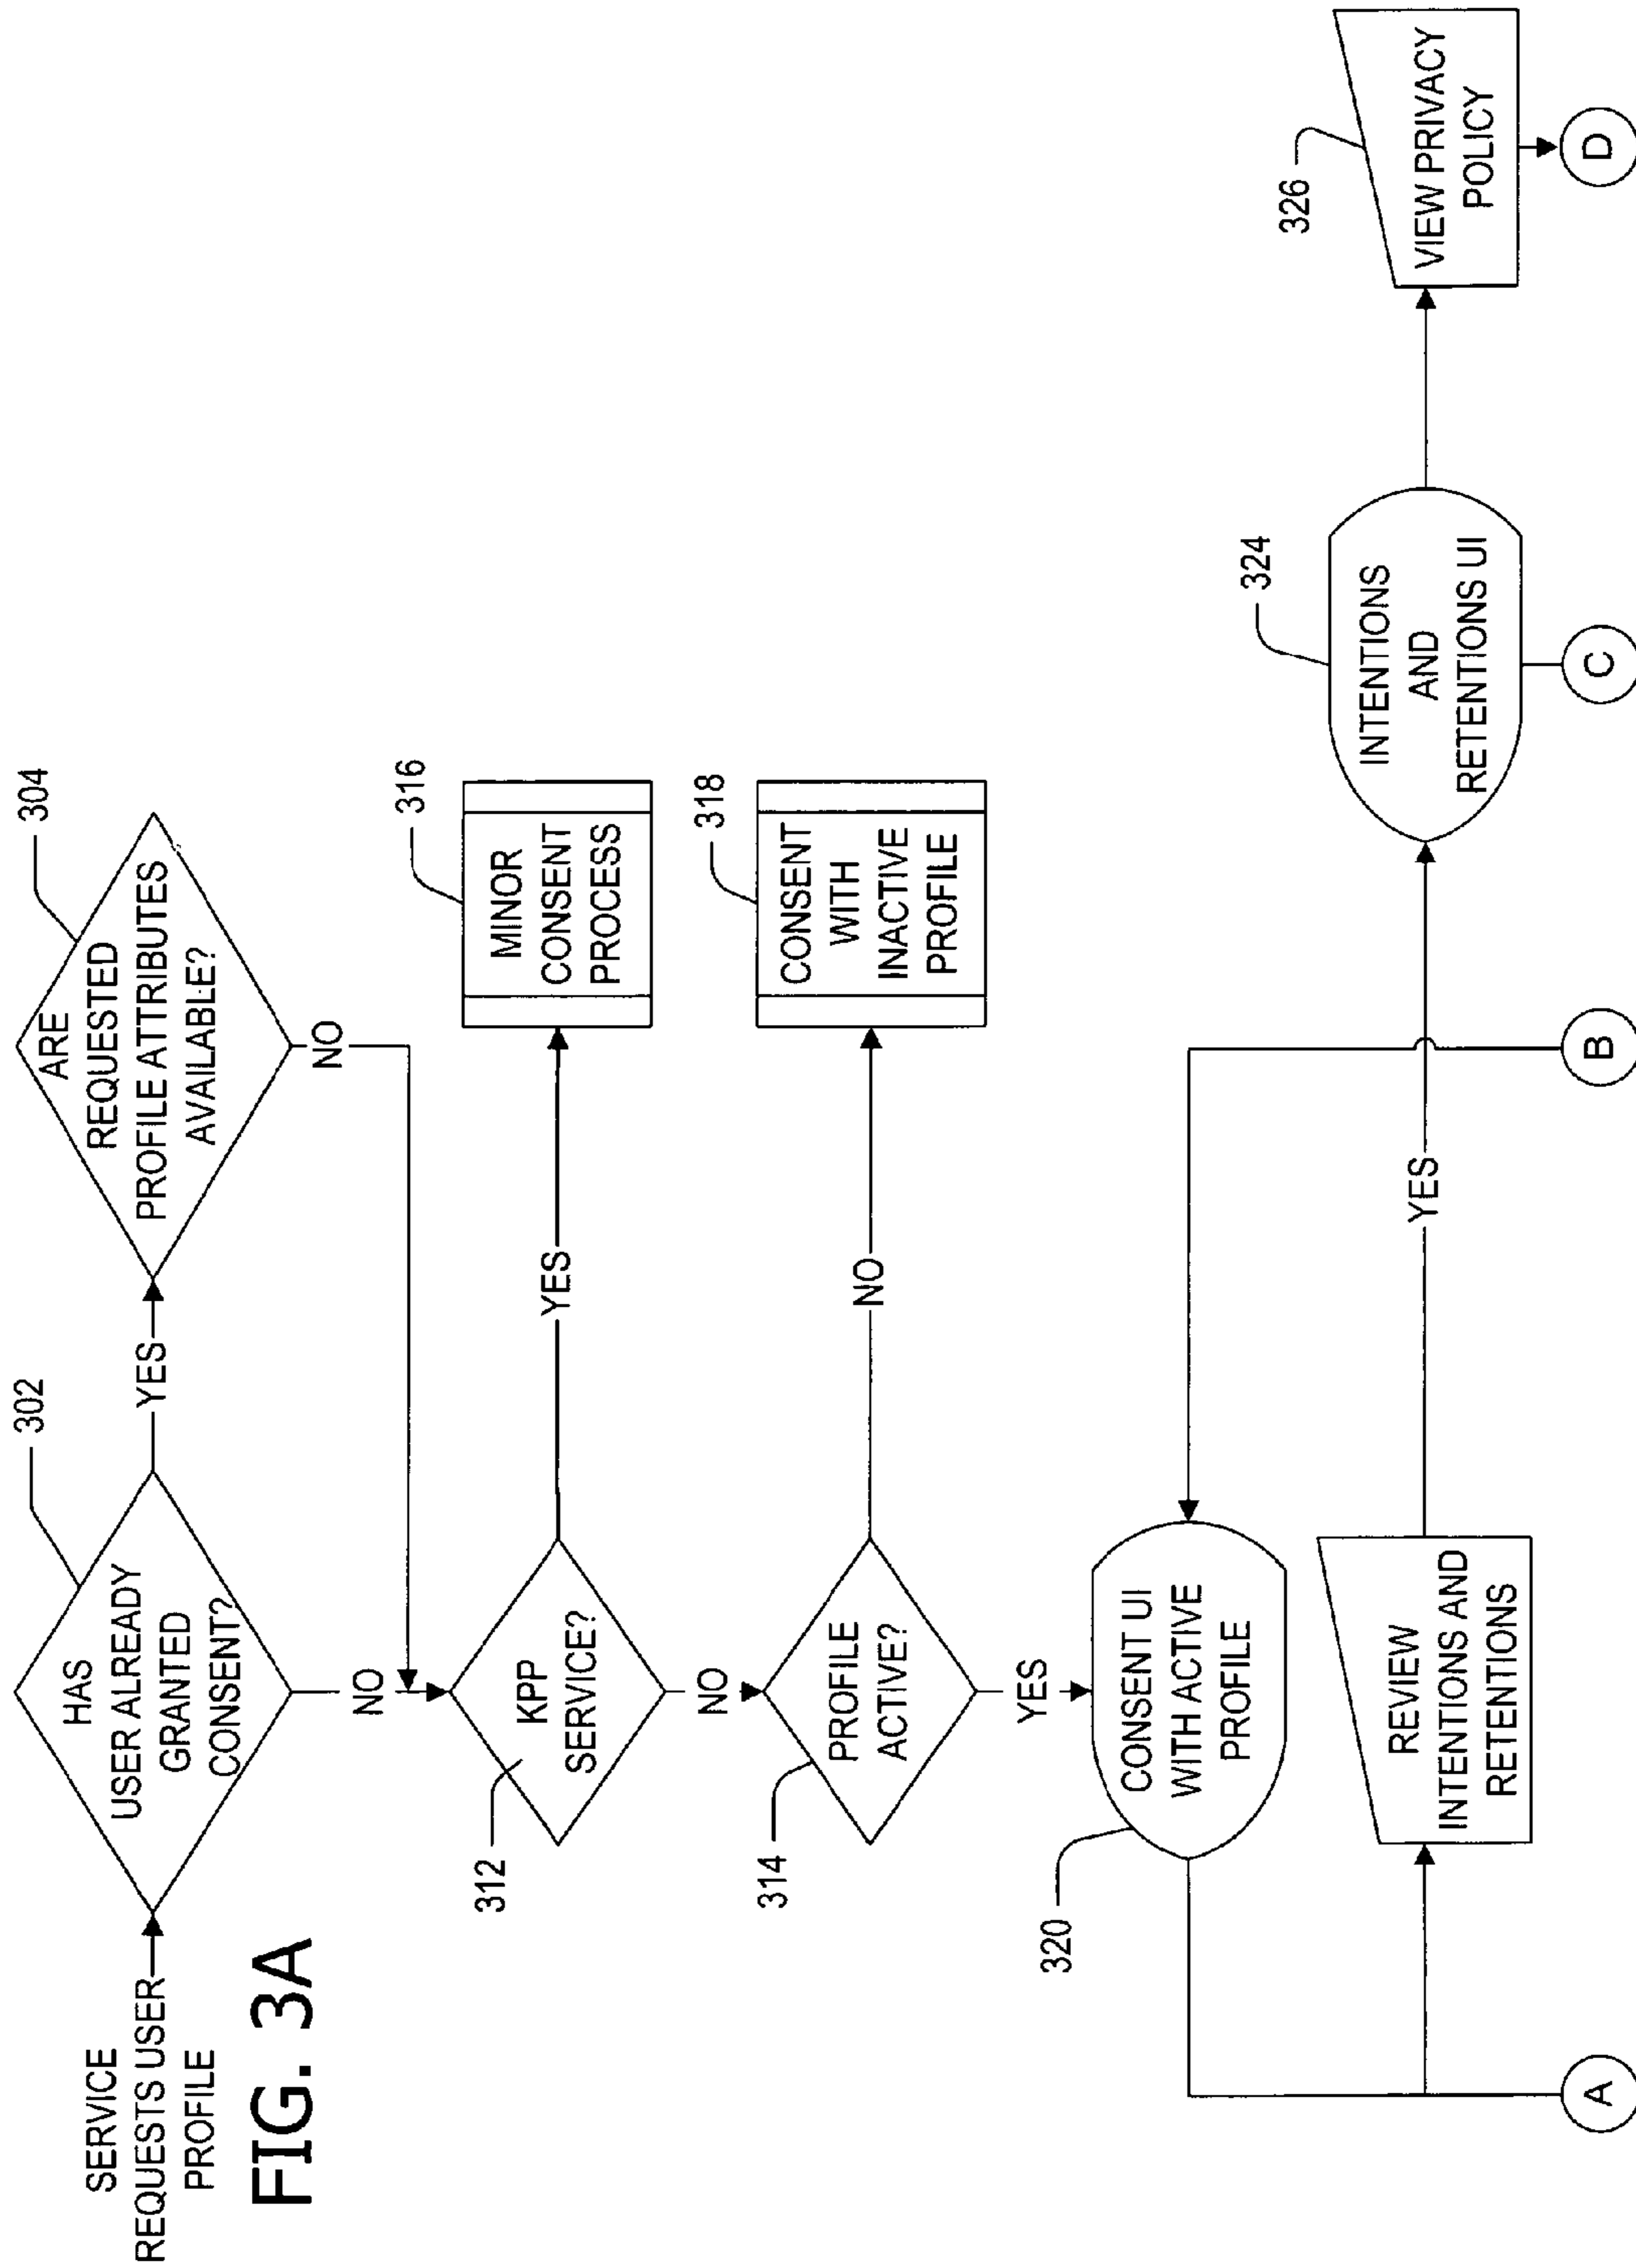 SERVICE
REQUESTS USER
PROFILE
FIG. 3A
302
HAS
USER ALREADY
GRANTED
CONSENT?
YES
304
ARE
REQUESTED
PROFILE ATTRIBUTES
AVAILABLE?
NO
NO
312
KPP
SERVICE?
YES
316
MINOR
CONSENT
PROCESS
NO
314
PROFILE
ACTIVE?
NO
318
CONSENT
WITH
INACTIVE
PROFILE
YES
320
CONSENT UI
WITH ACTIVE
PROFILE
REVIEW
INTENTIONS AND
RETENTIONS
YES
324
INTENTIONS
AND
RETENTIONS UI
326
VIEW PRIVACY
POLICY
A
B
C
D